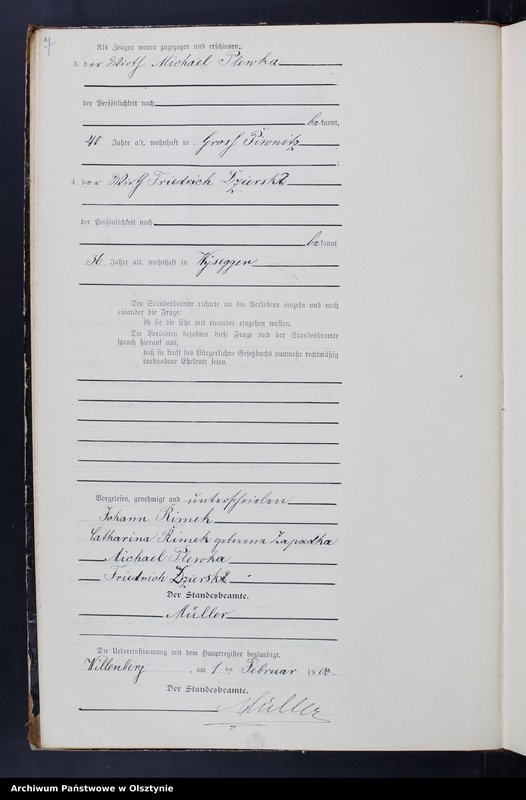 7
Als Zeugen waren zugezogen und erschienen:
3. der Wirth Michael Plewka
der Persönlichkeit nach
bekannt,
40 Jahre alt, wohnhaft in Gross Piwnitz
;
4. der Wirth Friedrich Dzierski
der Persönlichkeit nach
bekannt
36 Jahre alt, wohnhaft in Wyseggen
Der Standesbeamte richtete an die Verlobten einzeln und nach
einander die Frage:
ob sie die Ehe mit einander eingehen wollen.
Die Verlobten bejahten diese Frage und der Standesbeamte
sprach hierauf aus,
daß sie kraft des Bürgerlichen Gesetzbuchs nunmehr rechtmäßig
verbundene Eheleute seien.
Vorgelesen, genehmigt und unterschrieben
Johann Rimek
Catharina Rimek geborene Zapadka
Michael Plewka
Friedrich Dzierski
Der Standesbeamte.
Müller
Die Uebereinstimmung mit dem Hauptregister beglaubigt.
Willenberg, am 1 ten Februar 1900.
Der Standesbeamte.
Müller
Archiwum Państwowe w Olsztynie